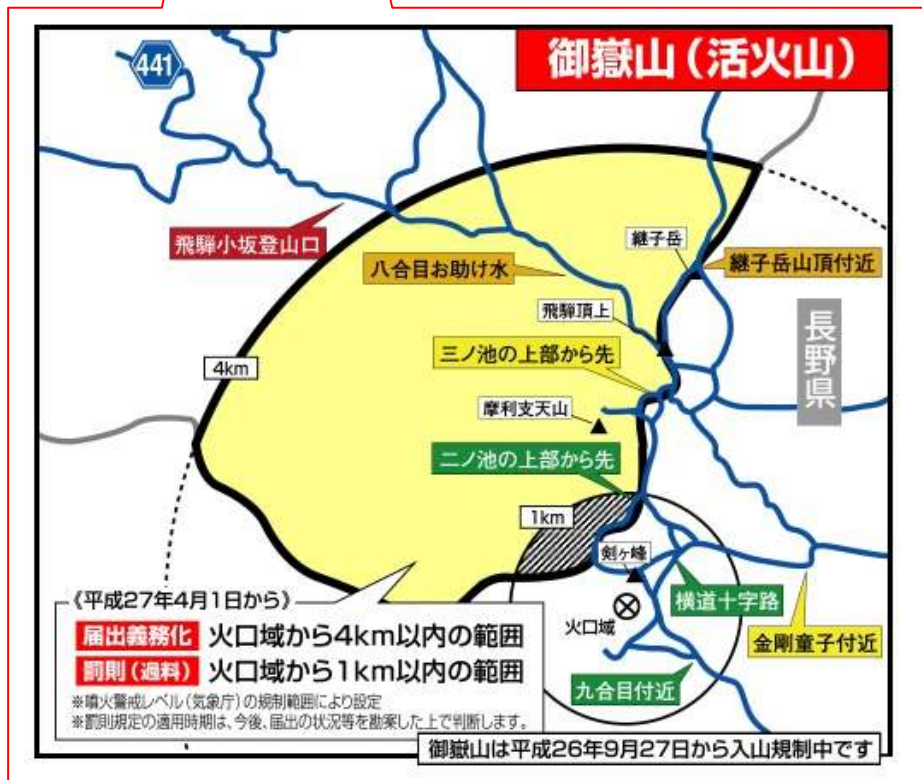 441
御嶽山（活火山）
飛騨小坂登山口
継子岳
八合目お助け水
継子岳山頂付近
飛騨頂上
長野県
三ノ池の上部から先
4km
摩利支天山
二ノ池の上部から先
1km
剣ヶ峰
横道十字路
火口域
金剛童子付近
九合目付近
《平成27年4月1日から》
届出義務化 火口域から4km以内の範囲
罰則（過料） 火口域から1km以内の範囲
※噴火警戒レベル（気象庁）の規制範囲により設定
※罰則規定の適用時期は、今後、届出の状況等を勘案した上で判断します。
御嶽山は平成26年9月27日から入山規制中です